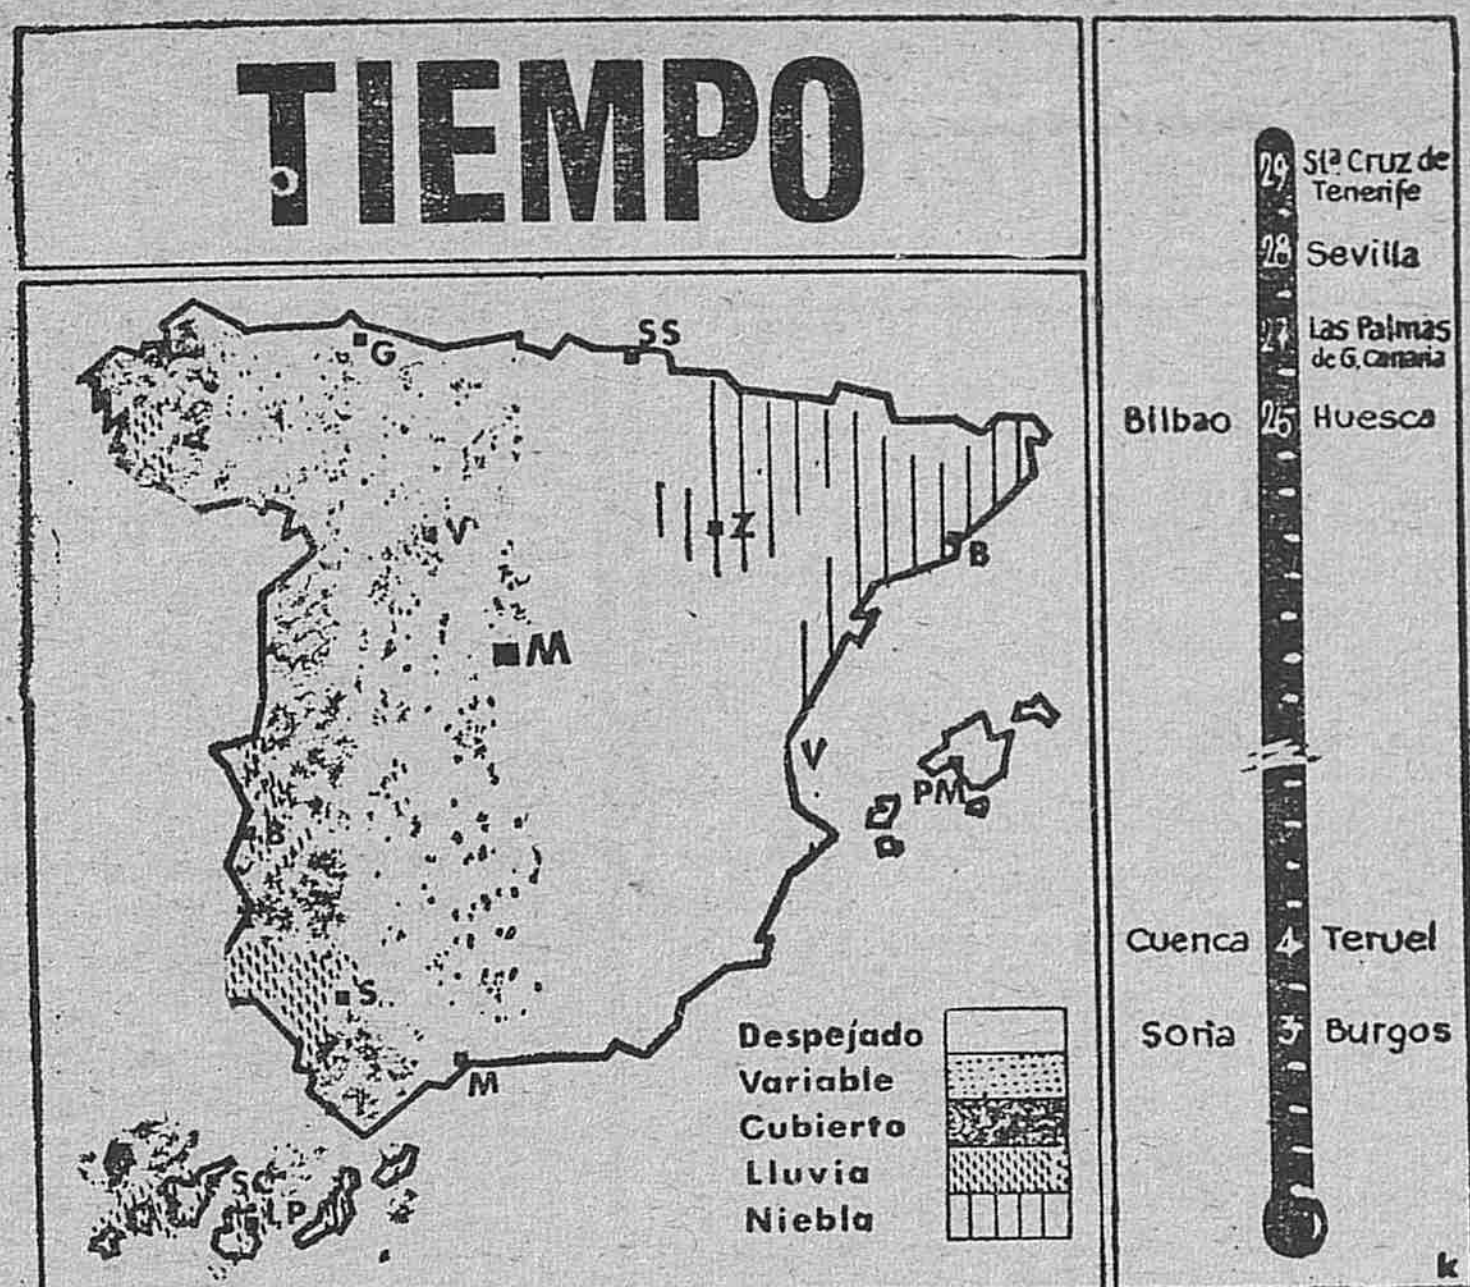 TIEMPO
G
SS
V
Z
B
M
V
PM
B
S
M
SC
LP
Despejado
Variable
Cubierto
Lluvia
Niebla
29 Stª Cruz de
Tenerife
28 Sevilla
27 Las Palmas
de G. Canaria
Bilbao 25 Huesca
Cuenca 4 Teruel
Soria 3 Burgos
k